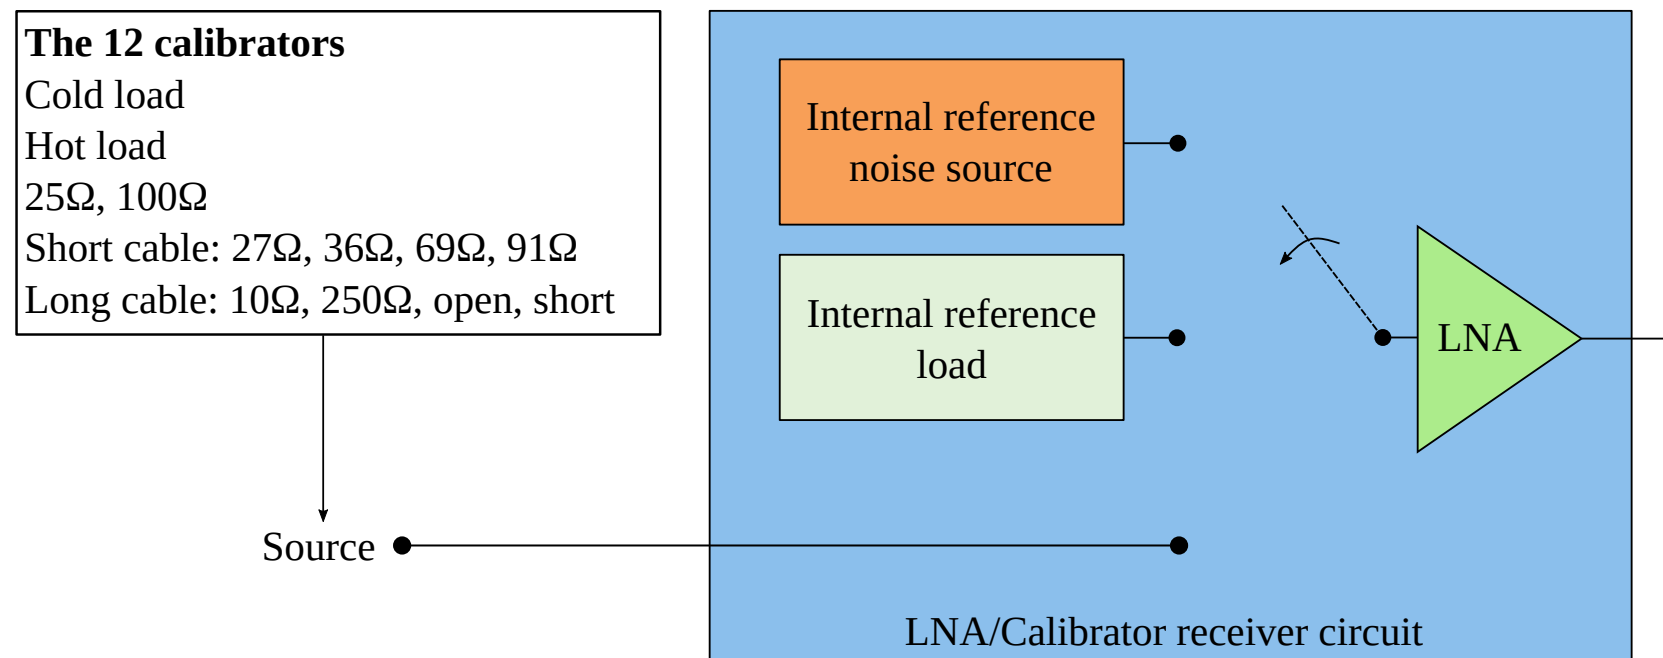 The 12 calibrators
Cold load
Hot load
25Ω, 100Ω
Short cable: 27Ω, 36Ω, 69Ω, 91Ω
Long cable: 10Ω, 250Ω, open, short
Source
Internal reference
noise source
Internal reference
load
LNA
LNA/Calibrator receiver circuit